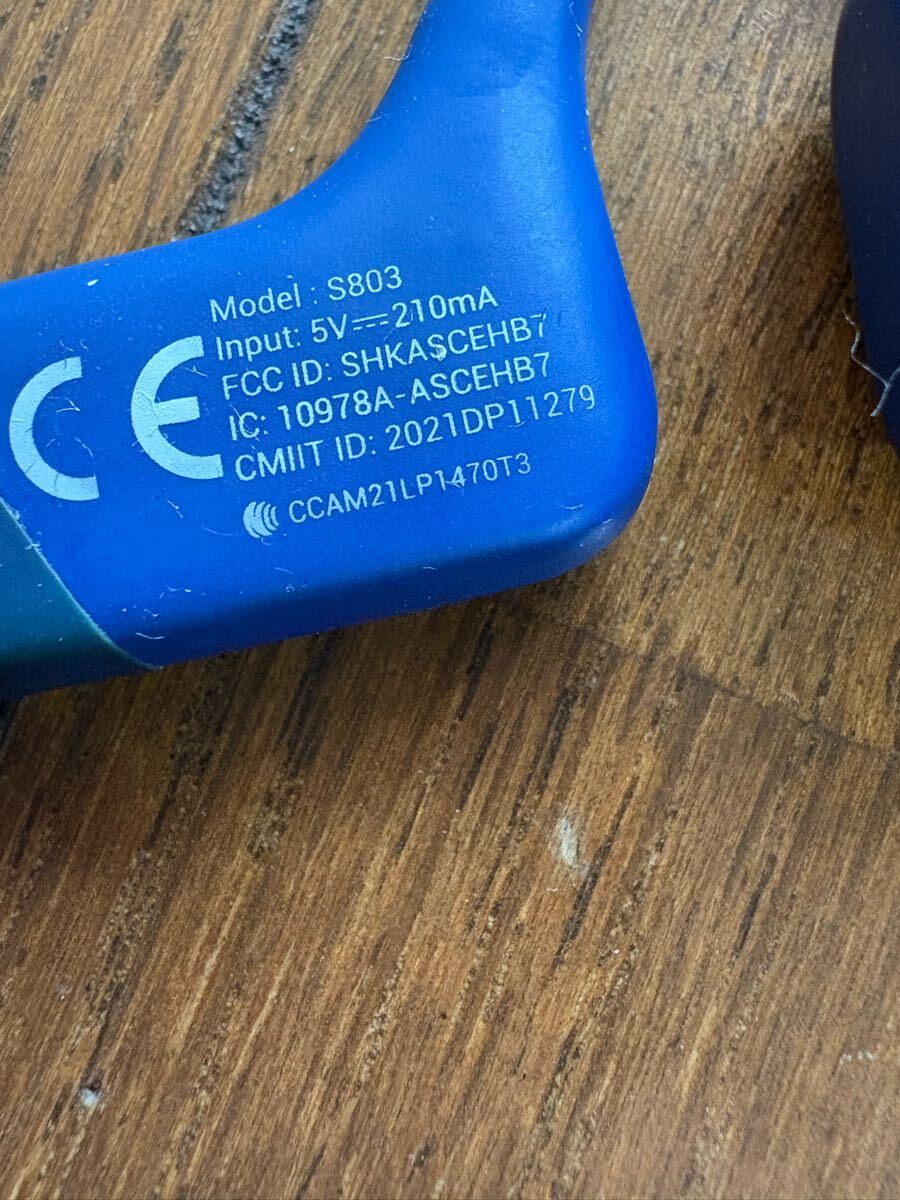 Model : S803
Input: 5V⎓210mA
FCC ID: SHKASCEHB7
IC: 10978A-ASCEHB7
CMIIT ID: 2021DP11279
CCAM21LP1470T3
CE